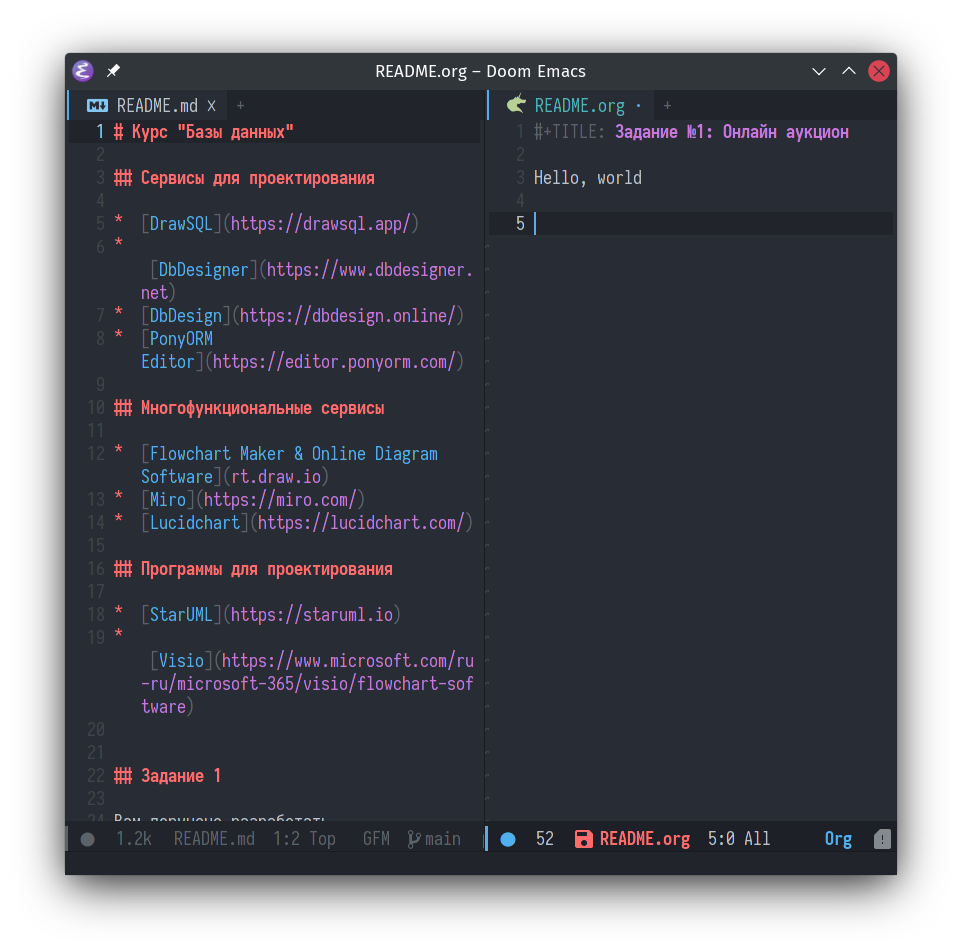 README.org – Doom Emacs
README.md X +
1 # Курс "Базы данных"
2
3 ## Сервисы для проектирования
4
5 * [DrawSQL](https://drawsql.app/)
6 *
[DbDesigner](https://www.dbdesigner.
net)
7 * [DbDesign](https://dbdesign.online/)
8 * [PonyORM
Editor](https://editor.ponyorm.com/)
9
10 ## Многофункциональные сервисы
11
12 * [Flowchart Maker & Online Diagram
Software](rt.draw.io)
13 * [Miro](https://miro.com/)
14 * [Lucidchart](https://lucidchart.com/)
15
16 ## Программы для проектирования
17
18 * [StarUML](https://staruml.io)
19 *
[Visio](https://www.microsoft.com/ru
-ru/microsoft-365/visio/flowchart-sof
tware)
20
21
22 ## Задание 1
23
24 Вам поручено разработать
1.2k README.md 1:2 Top GFM main
README.org · +
1 #+TITLE: Задание №1: Онлайн аукцион
2
3 Hello, world
4
5
52 README.org 5:0 All Org